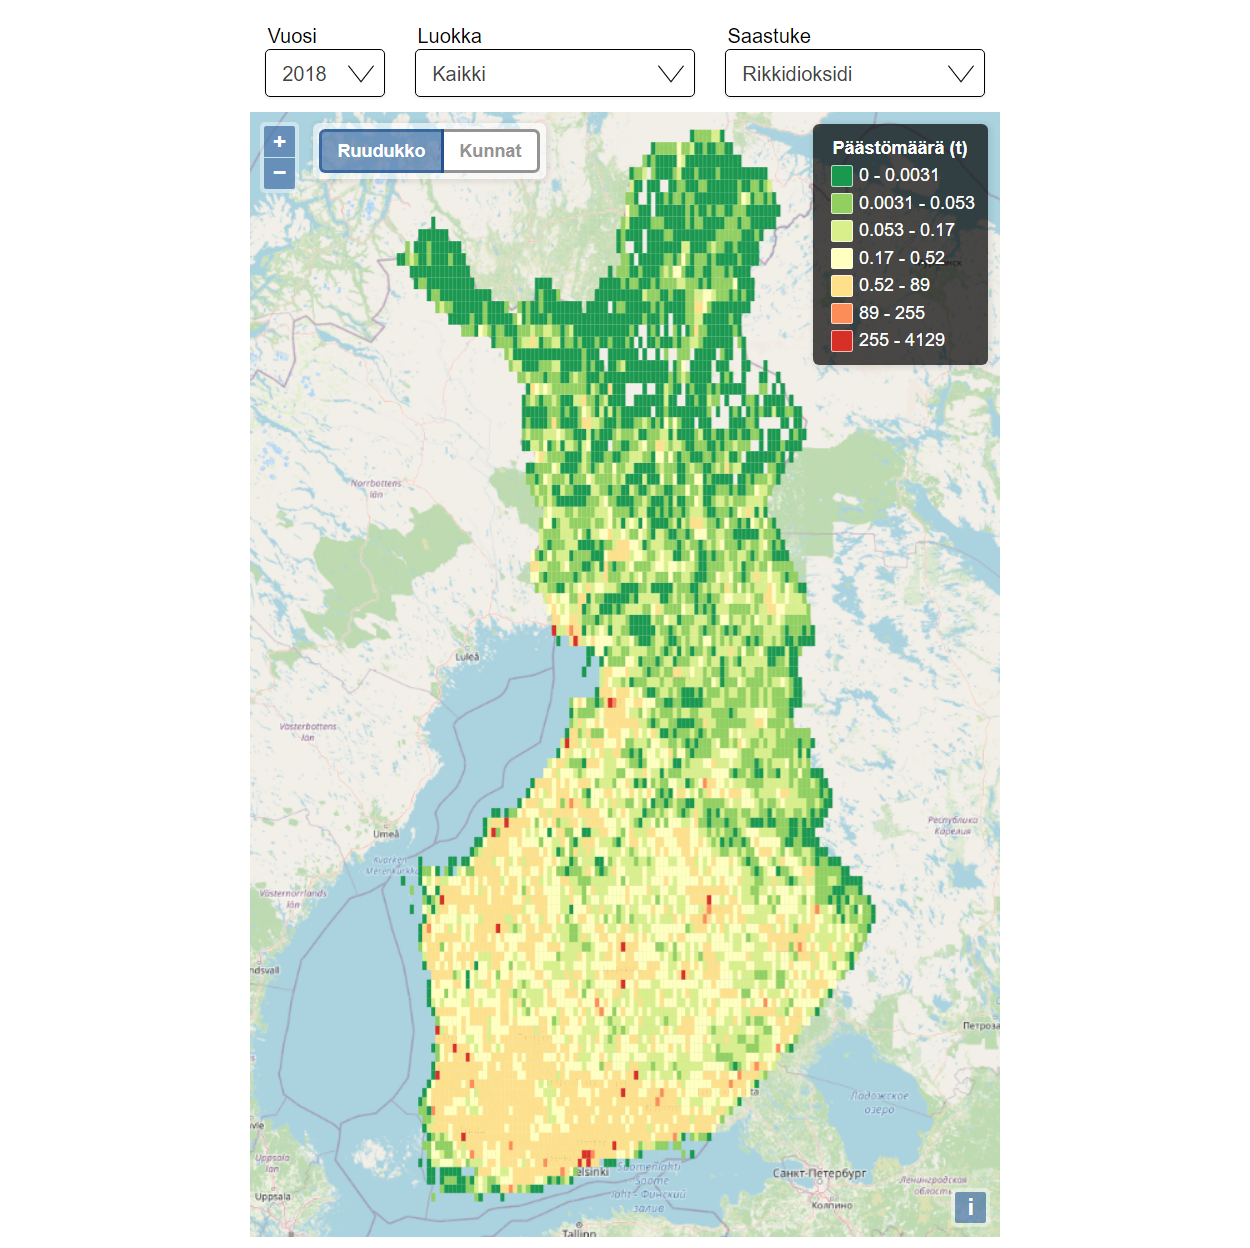 Vuosi
Luokka
Saastuke
2018
Kaikki
Rikkidioksidi
+
−
Ruudukko
Kunnat
Päästömäärä (t)
0 - 0.0031
0.0031 - 0.053
0.053 - 0.17
0.17 - 0.52
0.52 - 89
89 - 255
255 - 4129
Norrbottens
län
Luleå
Västerbottens
län
Umeå
Kvarken
Merenkurkku
Västernorrlands
län
ndsvall
Республика
Карелия
Петроза
Ладожское
озеро
Uppsala
län
Uppsala
elsinki
Suomenlahti
Soome
laht - Финский
залив
Санкт-Петербург
Колпино
Ленинградская
область
Tallinn
i